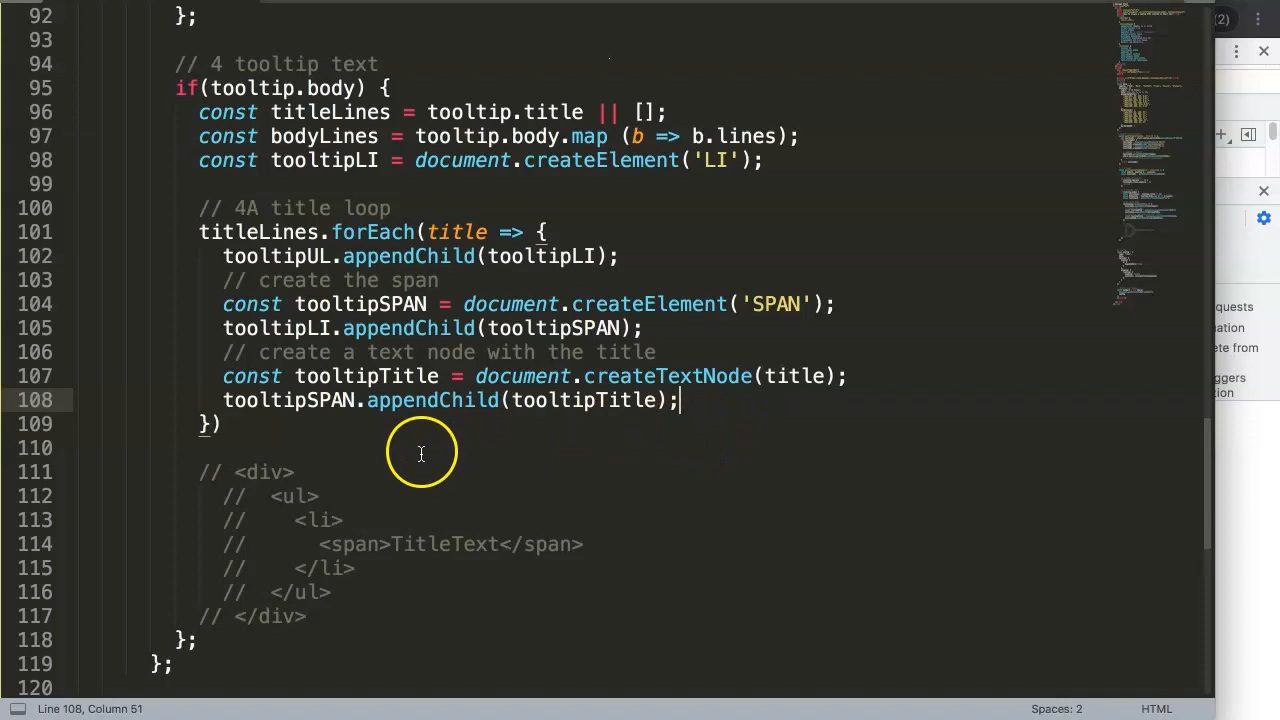 92 };
93
94 // 4 tooltip text
95 if(tooltip.body) {
96 const titleLines = tooltip.title || [];
97 const bodyLines = tooltip.body.map (b => b.lines);
98 const tooltipLI = document.createElement('LI');
99
100 // 4A title loop
101 titleLines.forEach(title => {
102 tooltipUL.appendChild(tooltipLI);
103 // create the span
104 const tooltipSPAN = document.createElement('SPAN');
105 tooltipLI.appendChild(tooltipSPAN);
106 // create a text node with the title
107 const tooltipTitle = document.createTextNode(title);
108 tooltipSPAN.appendChild(tooltipTitle);
109 })
110
111 // <div>
112 // <ul>
113 // <li>
114 // <span>TitleText</span>
115 // </li>
116 // </ul>
117 // </div>
118 };
119 };
120
(2)
quests
uation
ete from
ggers
tion
Line 108, Column 51
Spaces: 2
HTML